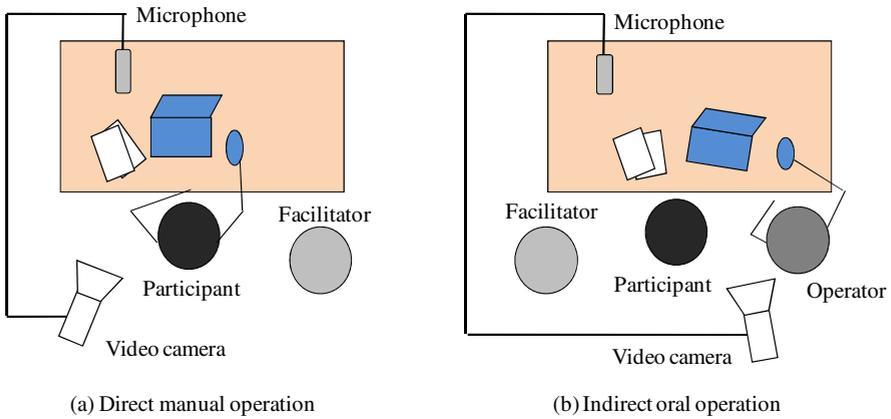 Microphone
Facilitator
Participant
Video camera
(a) Direct manual operation
Microphone
Facilitator
Participant
Operator
Video camera
(b) Indirect oral operation